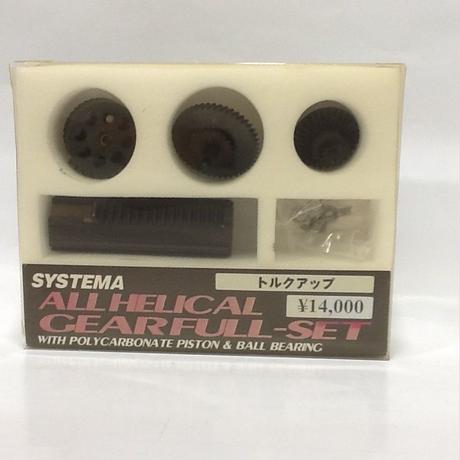 SYSTEMA
トルクアップ
ALL HELICAL
¥14,000
GEAR FULL-SET
WITH POLYCARBONATE PISTON & BALL BEARING